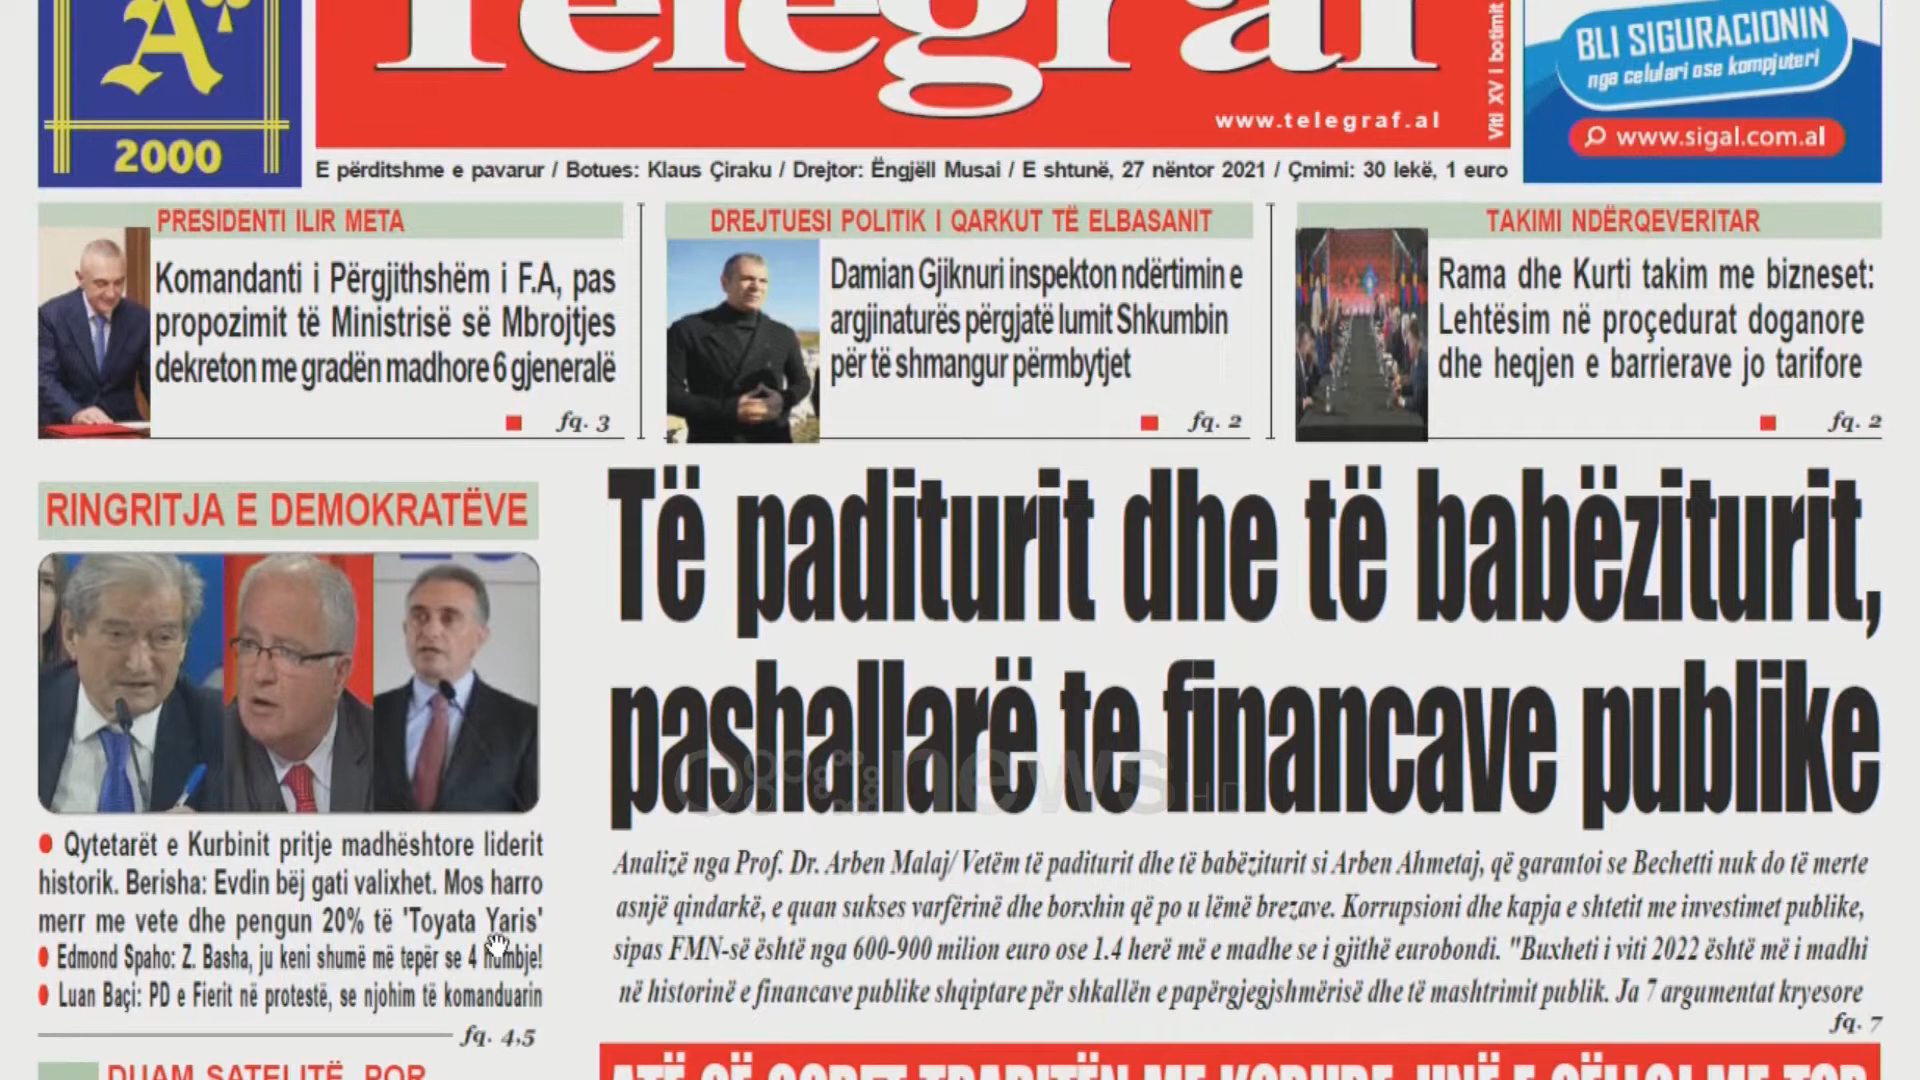 A
2000
Telegraf
www.telegraf.al
Viti XV i botimit
BLI SIGURACIONIN
nga celulari ose kompjuteri
www.sigal.com.al
E përditshme e pavarur / Botues: Klaus Çiraku / Drejtor: Ëngjëll Musai / E shtunë, 27 nëntor 2021 / Çmimi: 30 lekë, 1 euro
PRESIDENTI ILIR META
Komandanti i Përgjithshëm i F.A, pas
propozimit të Ministrisë së Mbrojtjes
dekreton me gradën madhore 6 gjeneralë
fq. 3
DREJTUESI POLITIK I QARKUT TË ELBASANIT
Damian Gjiknuri inspekton ndërtimin e
argjinaturës përgjatë lumit Shkumbin
për të shmangur përmbytjet
fq. 2
TAKIMI NDËRQEVERITAR
Rama dhe Kurti takim me bizneset:
Lehtësim në proçedurat doganore
dhe heqjen e barrierave jo tarifore
fq. 2
RINGRITJA E DEMOKRATËVE
Qytetarët e Kurbinit pritje madhështore liderit
historik. Berisha: Evdin bëj gati valixhet. Mos harro
merr me vete dhe pengun 20% të 'Toyata Yaris'
Edmond Spaho: Z. Basha, ju keni shumë më tepër se 4 humbje!
Luan Baçi: PD e Fierit në protestë, se njohim të komanduarin
fq. 4,5
Të paditurit dhe të babëziturit,
pashallarë te financave publike
news
Analizë nga Prof. Dr. Arben Malaj/ Vetëm të paditurit dhe të babëziturit si Arben Ahmetaj, që garantoi se Bechetti nuk do të merte
asnjë qindarkë, e quan sukses varfërinë dhe borxhin që po u lëmë brezave. Korrupsioni dhe kapja e shtetit me investimet publike,
sipas FMN-së është nga 600-900 milion euro ose 1.4 herë më e madhe se i gjithë eurobondi. "Buxheti i viti 2022 është më i madhi
në historinë e financave publike shqiptare për shkallën e papërgjegjshmërisë dhe të mashtrimit publik. Ja 7 argumentat kryesore
fq. 7
DUAM SATELITË, POR